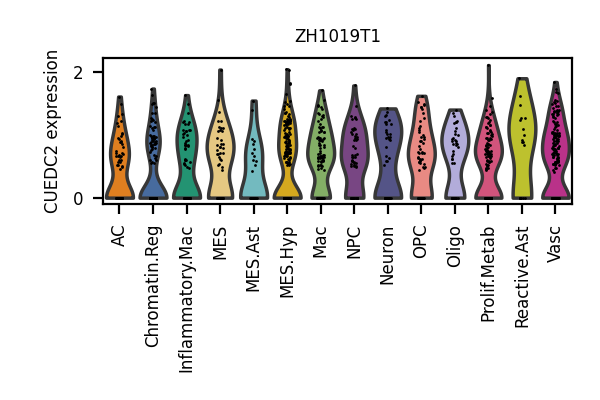 ZH1019T1
CUEDC2 expression
2
0
AC
Chromatin.Reg
Inflammatory.Mac
MES
MES.Ast
MES.Hyp
Mac
NPC
Neuron
OPC
Oligo
Prolif.Metab
Reactive.Ast
Vasc